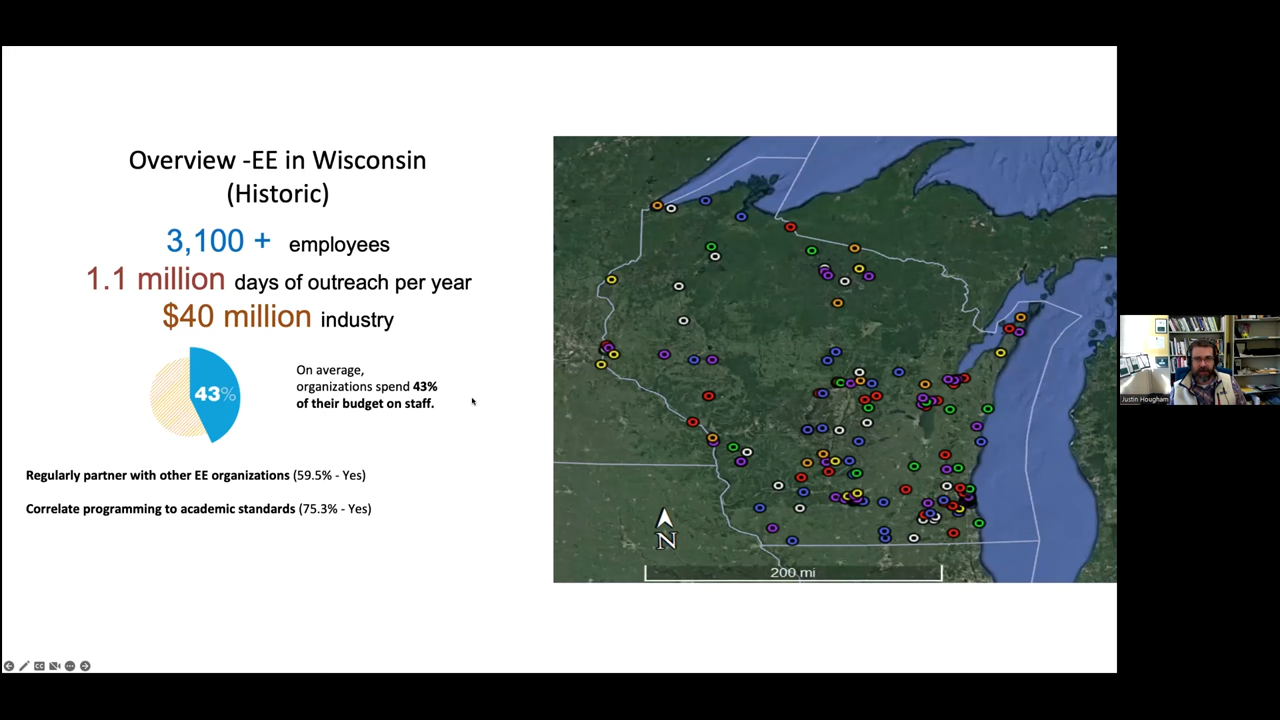 Overview -EE in Wisconsin
(Historic)
3,100 + employees
1.1 million days of outreach per year
$40 million industry
43%
On average,
organizations spend 43%
of their budget on staff.
Regularly partner with other EE organizations (59.5% - Yes)
Correlate programming to academic standards (75.3% - Yes)
N
200 mi
Justin Hougham